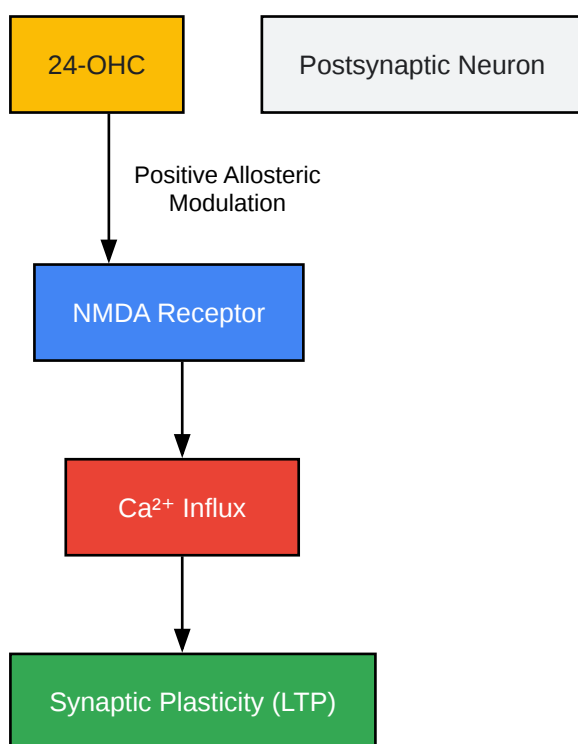 24-OHC
Postsynaptic Neuron
Positive Allosteric
Modulation
NMDA Receptor
Ca²⁺ Influx
Synaptic Plasticity (LTP)